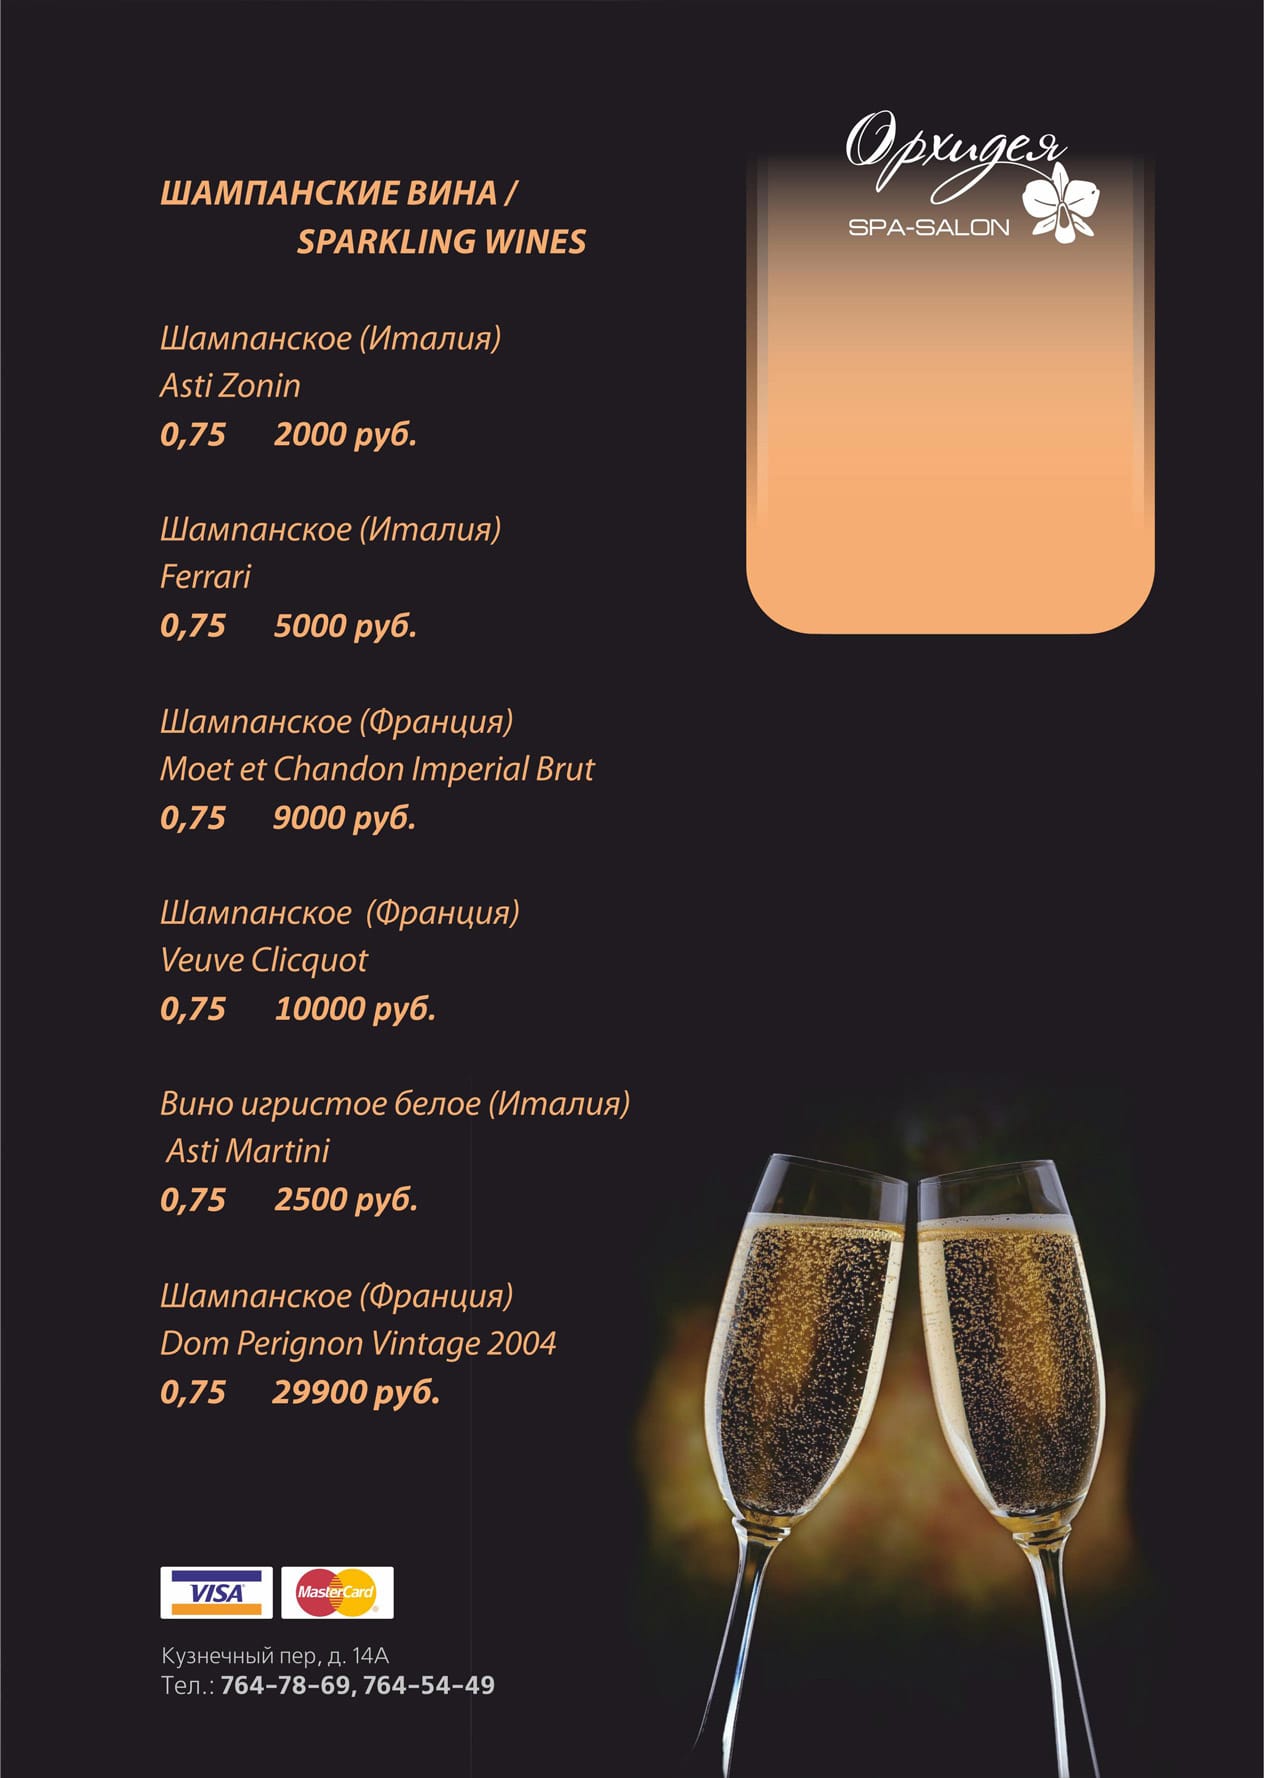 Орхидея
SPA-SALON
ШАМПАНСКИЕ ВИНА /
SPARKLING WINES
Шампанское (Италия)
Asti Zonin
0,75 2000 руб.
Шампанское (Италия)
Ferrari
0,75 5000 руб.
Шампанское (Франция)
Moet et Chandon Imperial Brut
0,75 9000 руб.
Шампанское (Франция)
Veuve Clicquot
0,75 10000 руб.
Вино игристое белое (Италия)
Asti Martini
0,75 2500 руб.
Шампанское (Франция)
Dom Perignon Vintage 2004
0,75 29900 руб.
VISA MasterCard
Кузнечный пер, д. 14А
Тел.: 764-78-69, 764-54-49